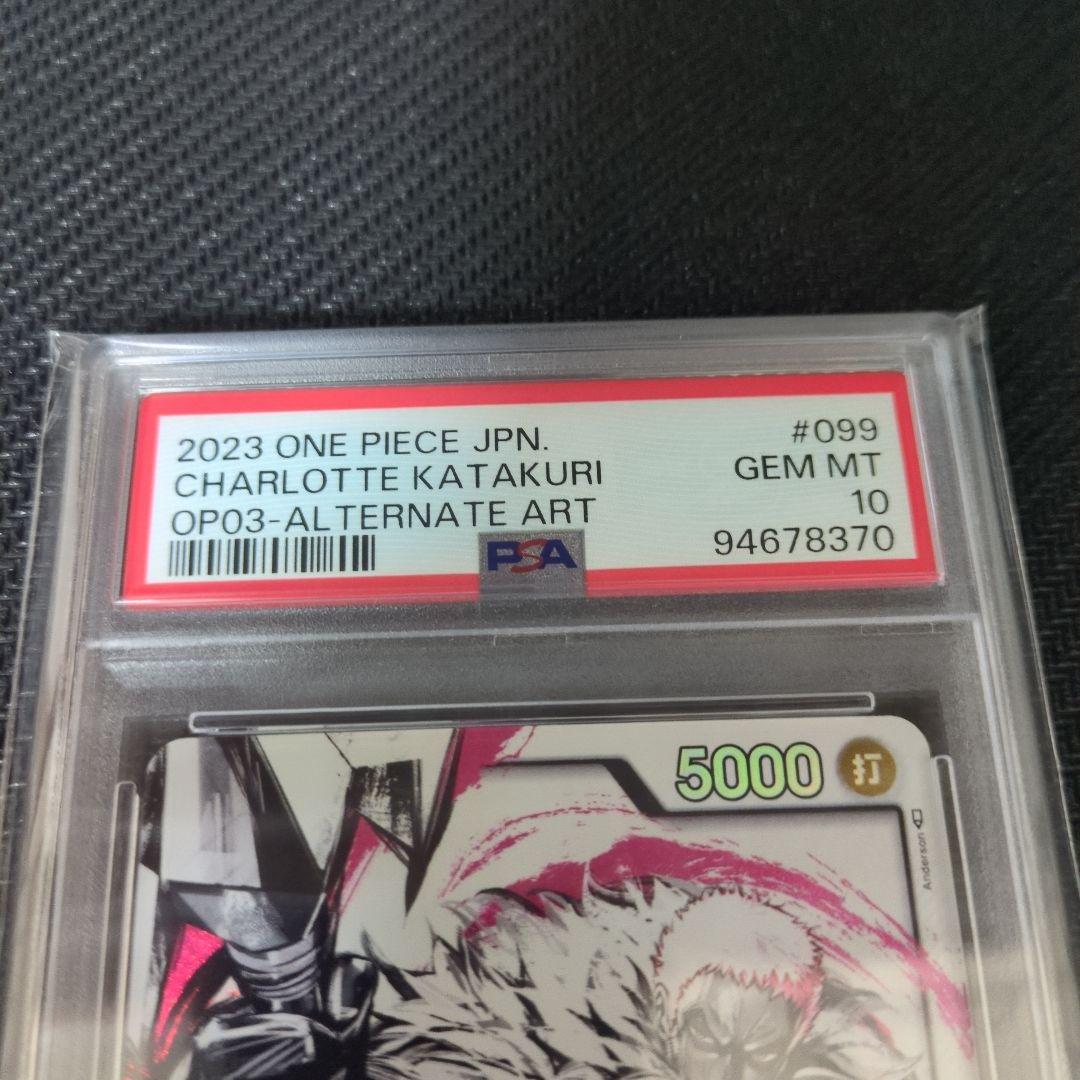 2023 ONE PIECE JPN.
#099
CHARLOTTE KATAKURI
GEM MT
OP03-ALTERNATE ART
10
PSA
94678370
5000
打
Anderson